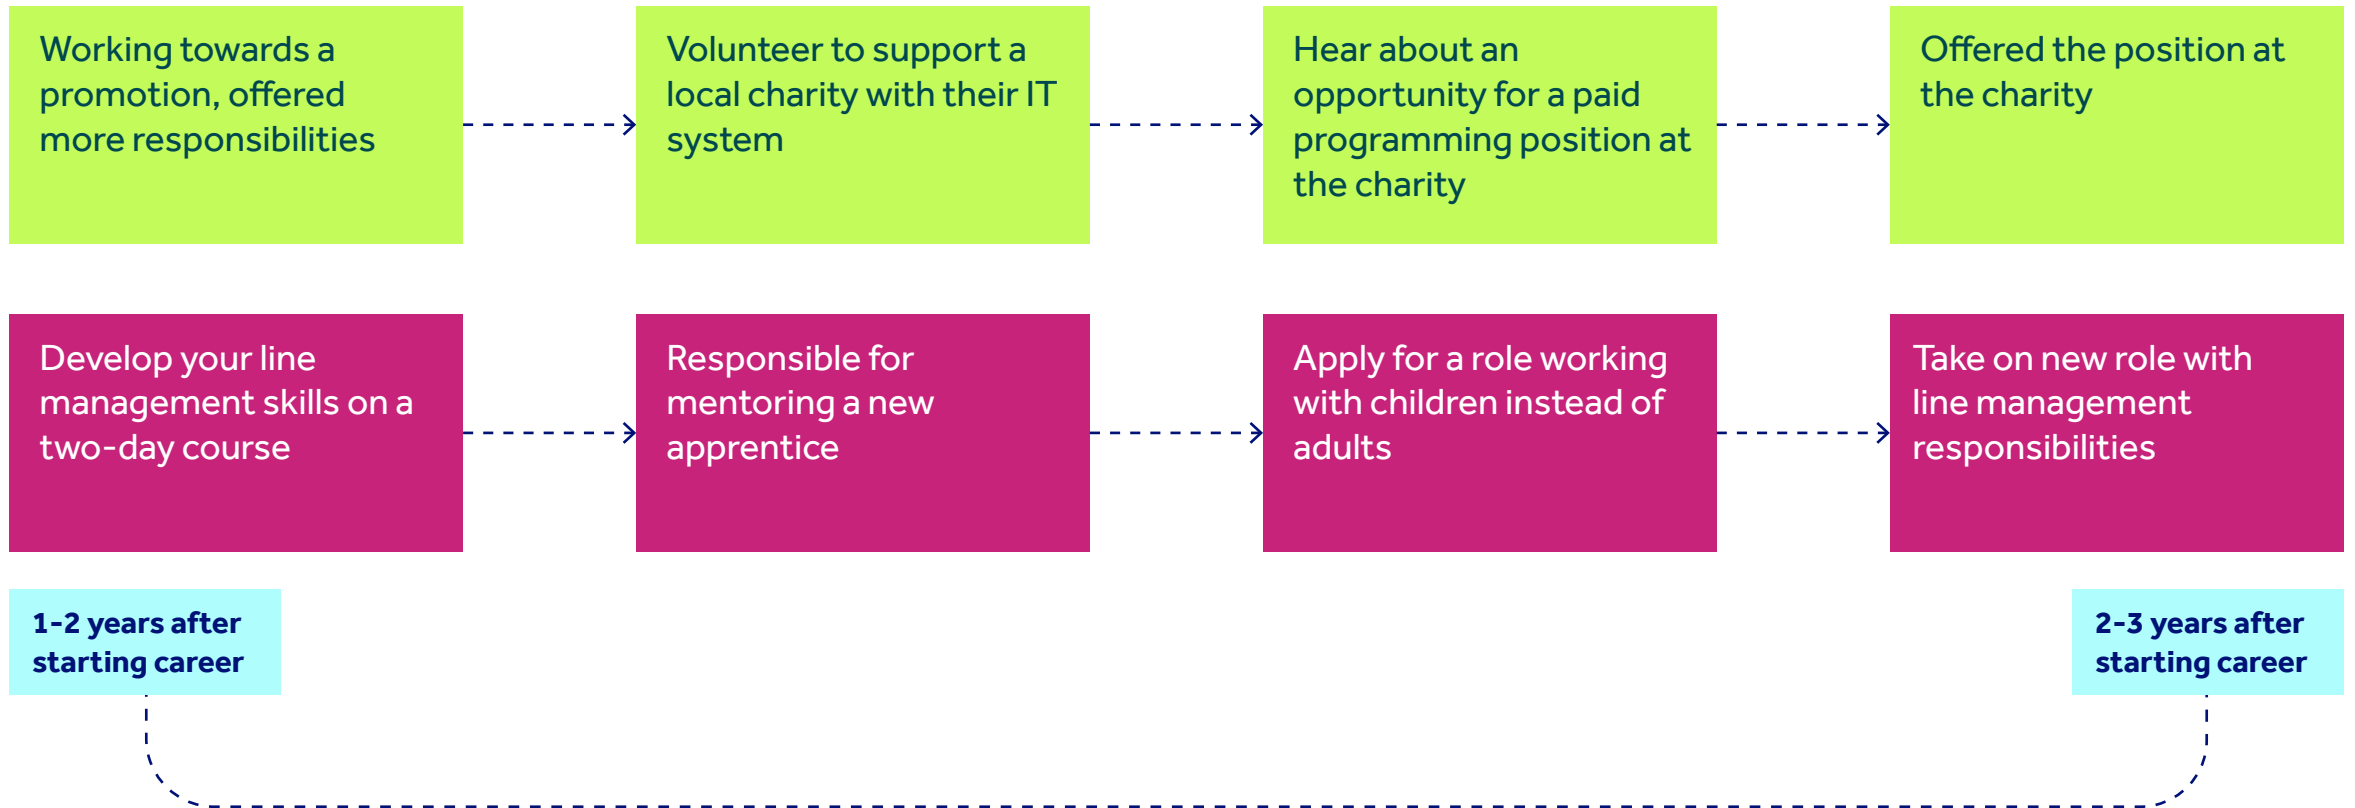 Working towards a
promotion, offered
more responsibilities
Volunteer to support a
local charity with their IT
system
Hear about an
opportunity for a paid
programming position at
the charity
Offered the position at
the charity
Develop your line
management skills on a
two-day course
Responsible for
mentoring a new
apprentice
Apply for a role working
with children instead of
adults
Take on new role with
line management
responsibilities
1-2 years after
starting career
2-3 years after
starting career